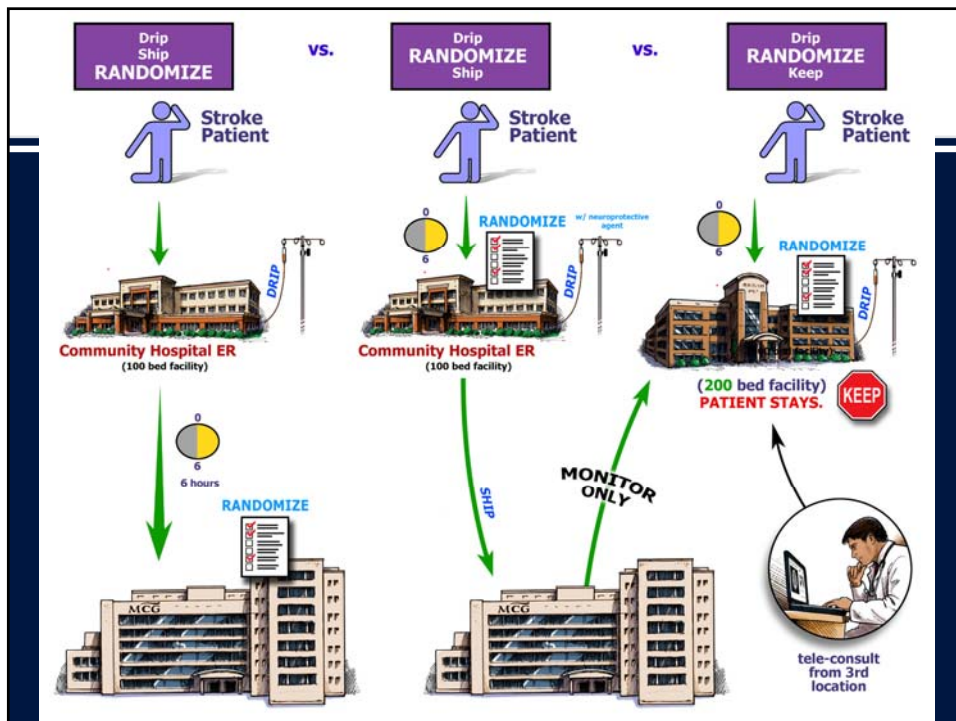 Drip
Ship
RANDOMIZE
vs.
Drip
RANDOMIZE
Ship
vs.
Drip
RANDOMIZE
Keep
Stroke
Patient
Stroke
Patient
Stroke
Patient
DRIP
Community Hospital ER
(100 bed facility)
0
6
6 hours
RANDOMIZE
MCG
0
6
RANDOMIZE
w/ neuroprotective
agent
DRIP
Community Hospital ER
(100 bed facility)
SHIP
MCG
MONITOR
ONLY
0
6
RANDOMIZE
DRIP
(200 bed facility)
PATIENT STAYS.
KEEP
tele-consult
from 3rd
location